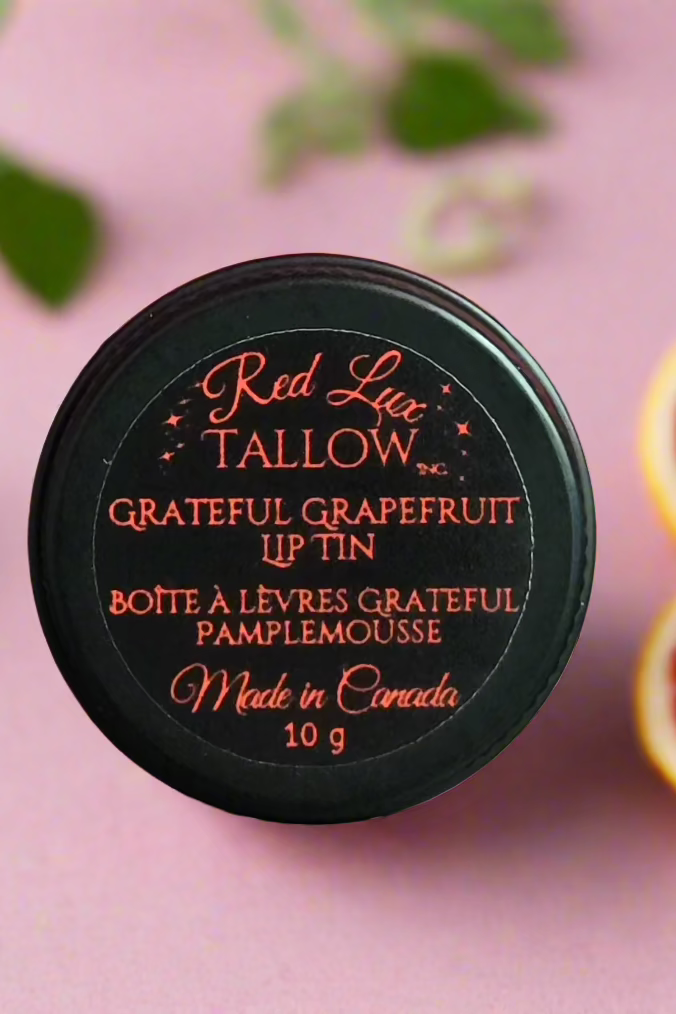 Red Lux
TALLOW INC.
GRATEFUL GRAPEFRUIT
LIP TIN
BOÎTE À LÈVRES GRATEFUL
PAMPLEMOUSSE
Made in Canada
10 g